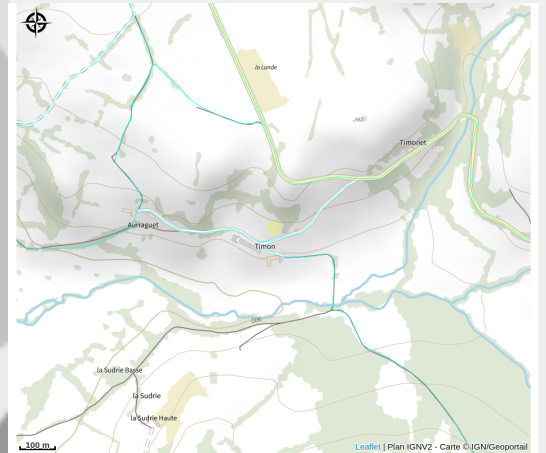 la Lande
Timonet
Auriaguet
Timon
600
la Sudrie Basse
la Sudrie
la Sudrie Haute
100 m
Leaflet | Plan IGNV2 - Carte © IGN/Geoportail